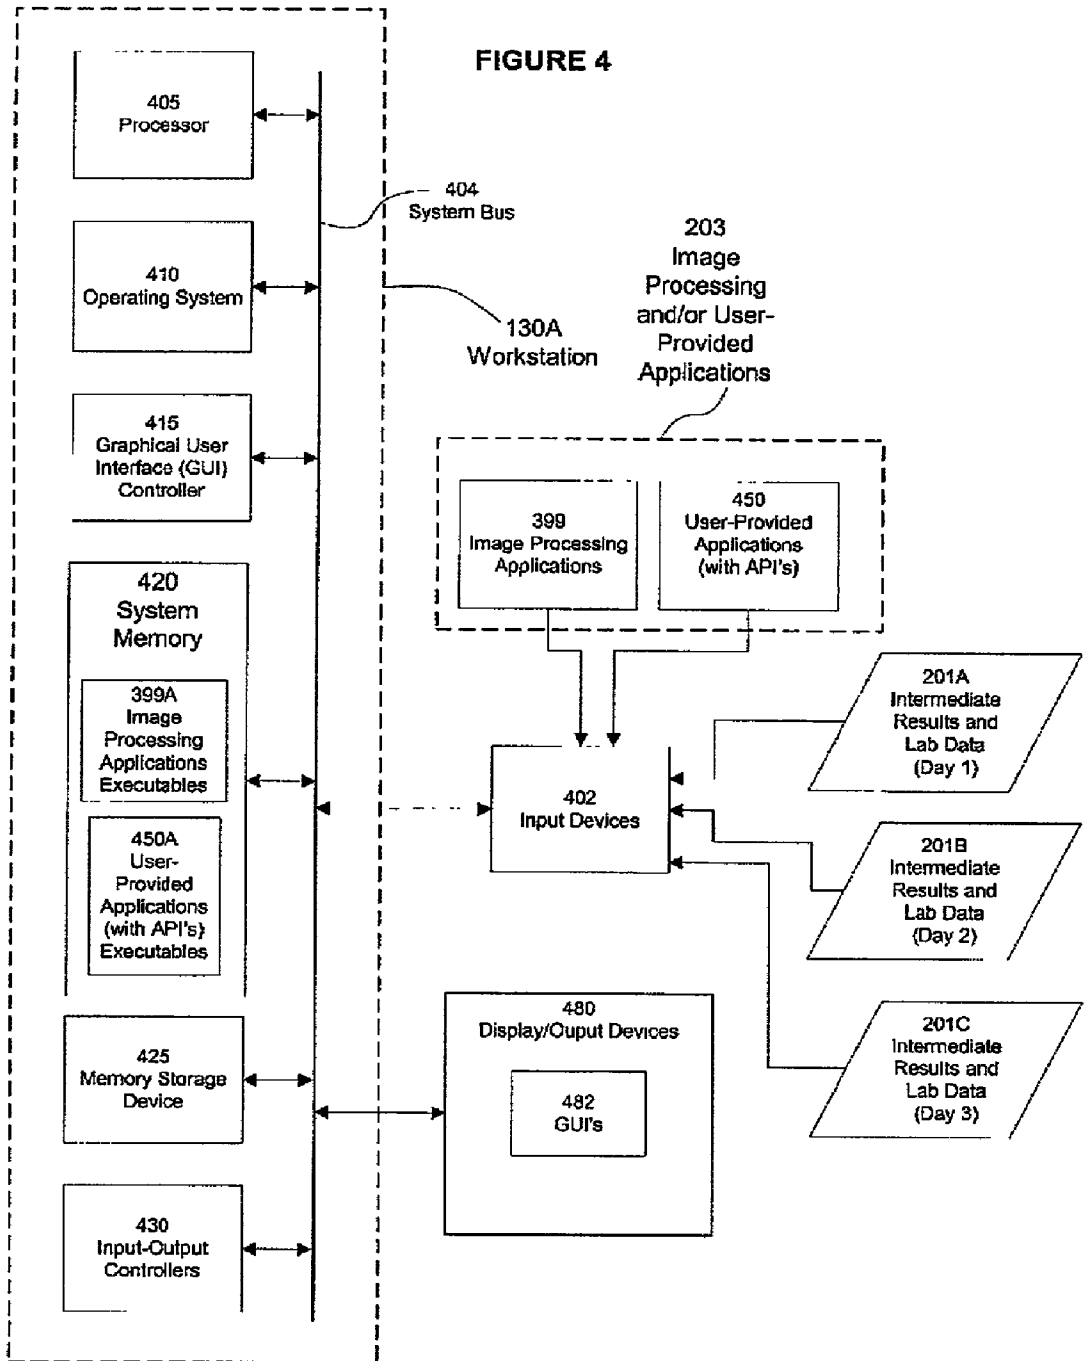 FIGURE 4
405
Processor
404
System Bus
410
Operating System
130A
Workstation
203
Image
Processing
and/or User-
Provided
Applications
415
Graphical User
Interface (GUI)
Controller
399
Image Processing
Applications
450
User-Provided
Applications
(with API's)
420
System
Memory
399A
Image
Processing
Applications
Executables
450A
User-
Provided
Applications
(with API's)
Executables
402
Input Devices
201A
Intermediate
Results and
Lab Data
(Day 1)
201B
Intermediate
Results and
Lab Data
(Day 2)
201C
Intermediate
Results and
Lab Data
(Day 3)
480
Display/Ouput Devices
482
GUI's
425
Memory Storage
Device
430
Input-Output
Controllers